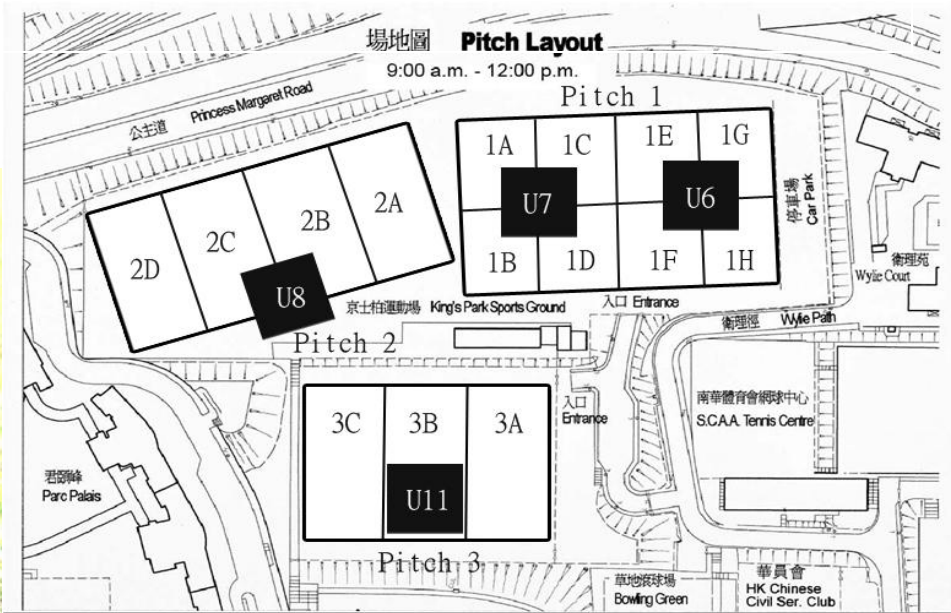 場地圖 Pitch Layout
9:00 a.m. - 12:00 p.m.
Pitch 1
公主道 Princess Margaret Road
1A 1C 1E 1G
U7 U6
1B 1D 1F 1H
2A
2B
2C
2D
U8
停車場
Car Park
衛理苑
Wylie Court
京士柏運動場 King's Park Sports Ground
入口 Entrance
衛理徑 Wylie Path
Pitch 2
3C 3B 3A
U11
Pitch 3
入口
Entrance
南華體育會網球中心
S.C.A.A. Tennis Centre
君頤峰
Parc Palais
草地滾球場
Bowling Green
華員會
HK Chinese
Civil Ser. Club